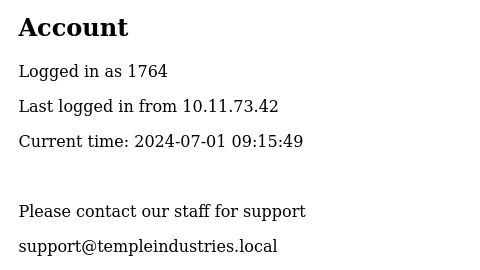 Account
Logged in as 1764
Last logged in from 10.11.73.42
Current time: 2024-07-01 09:15:49
Please contact our staff for support
support@templeindustries.local